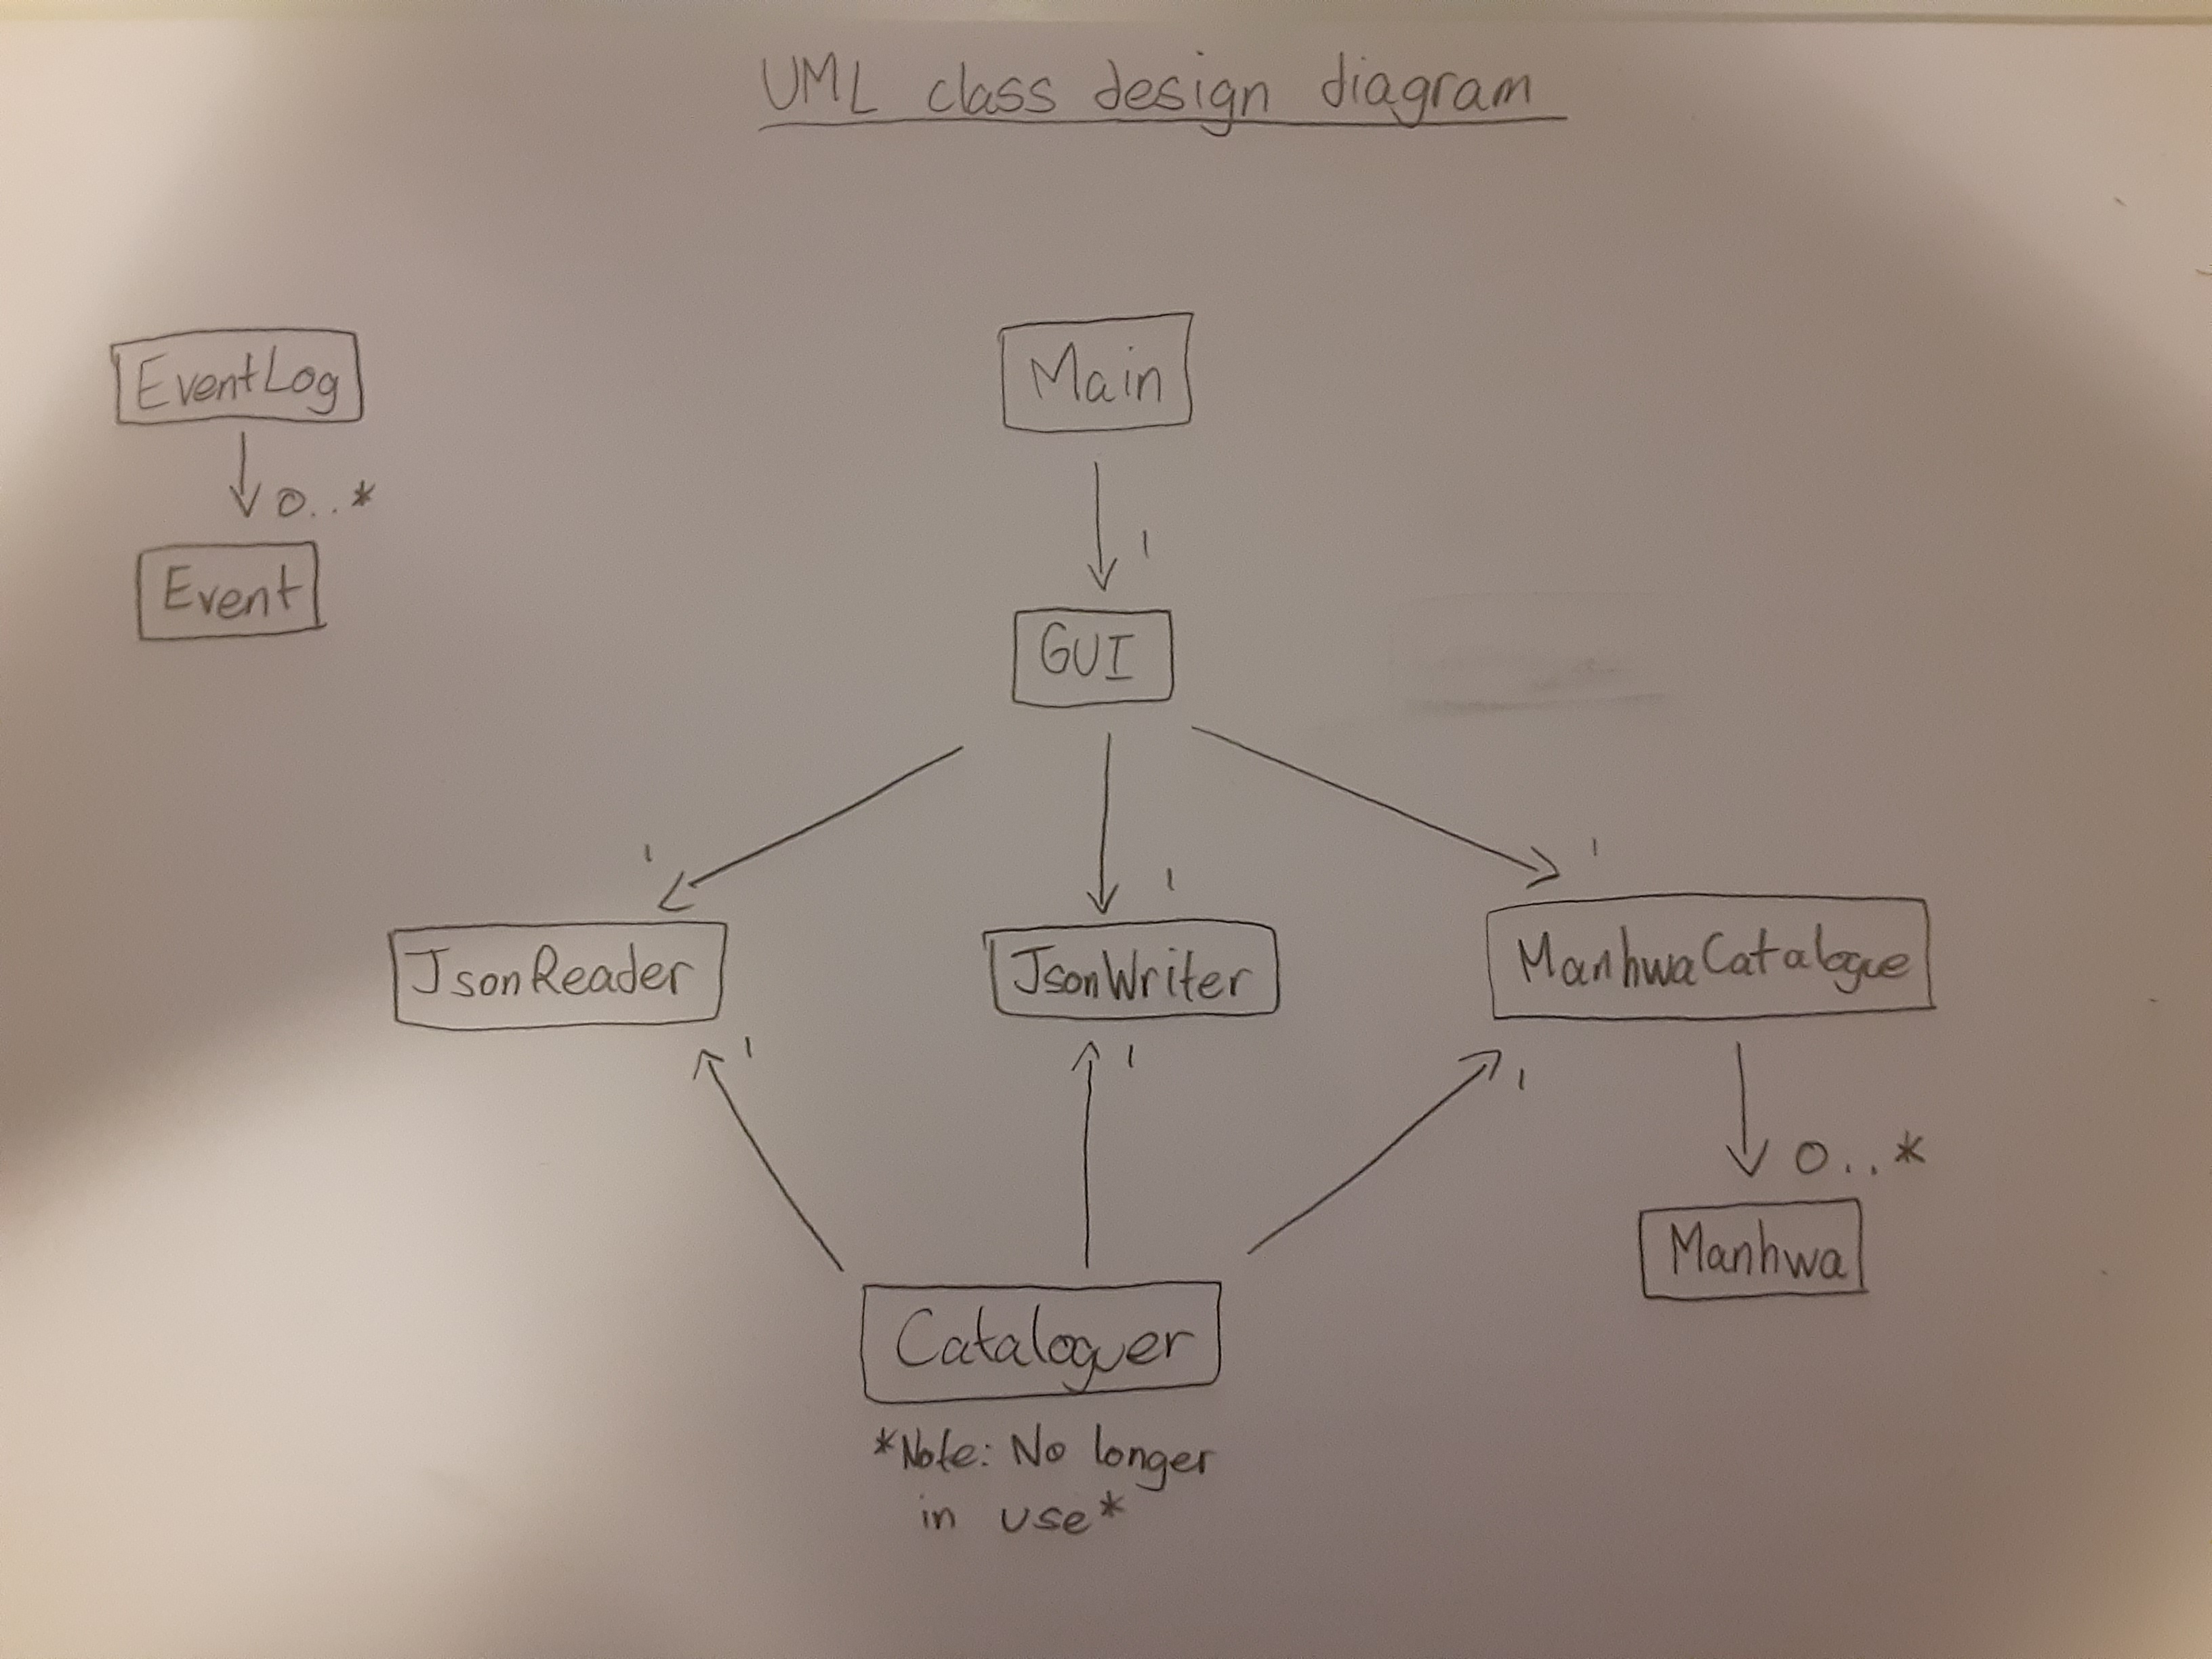 UML class design diagram
EventLog
0..*
Event
Main
1
GUI
1
1
1
JsonReader
JsonWriter
ManhwaCatalogue
1
1
1
0..*
Manhwa
Cataloguer
*Note: No longer
in use*